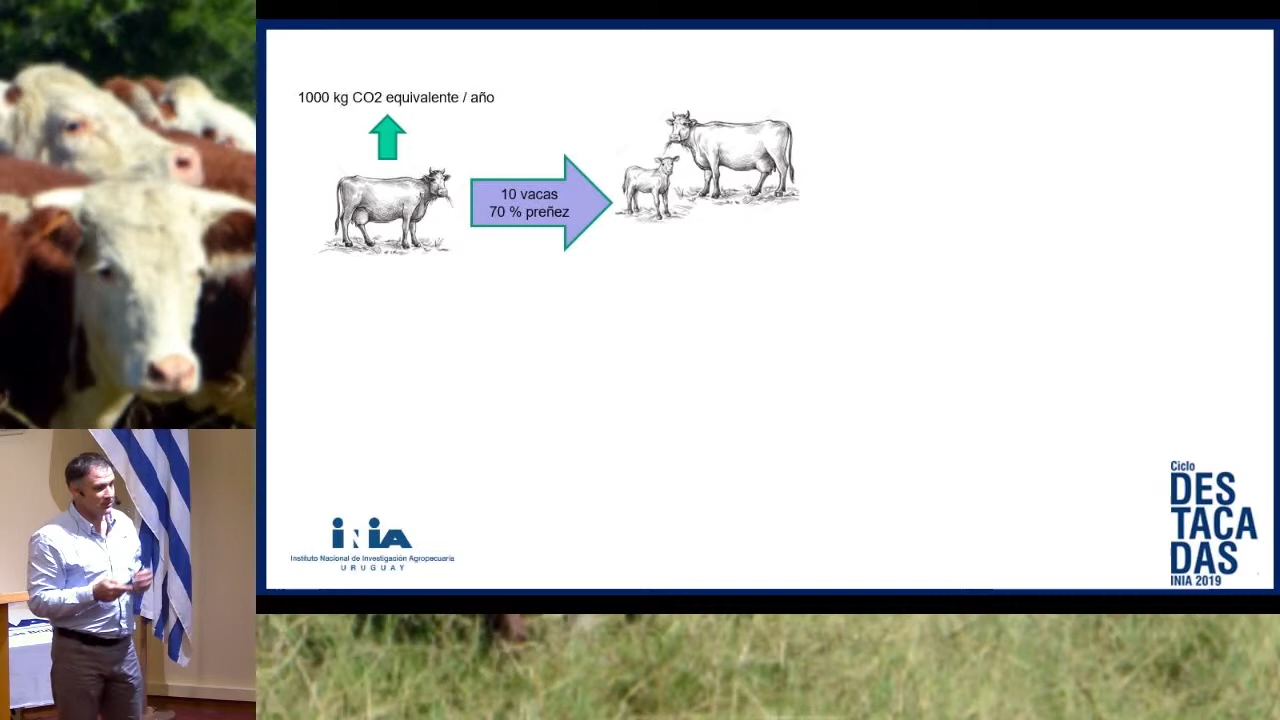 1000 kg CO2 equivalente / año
10 vacas
70 % preñez
INIA
Instituto Nacional de Investigación Agropecuaria
URUGUAY
Ciclo
DES
TACA
DAS
INIA 2019